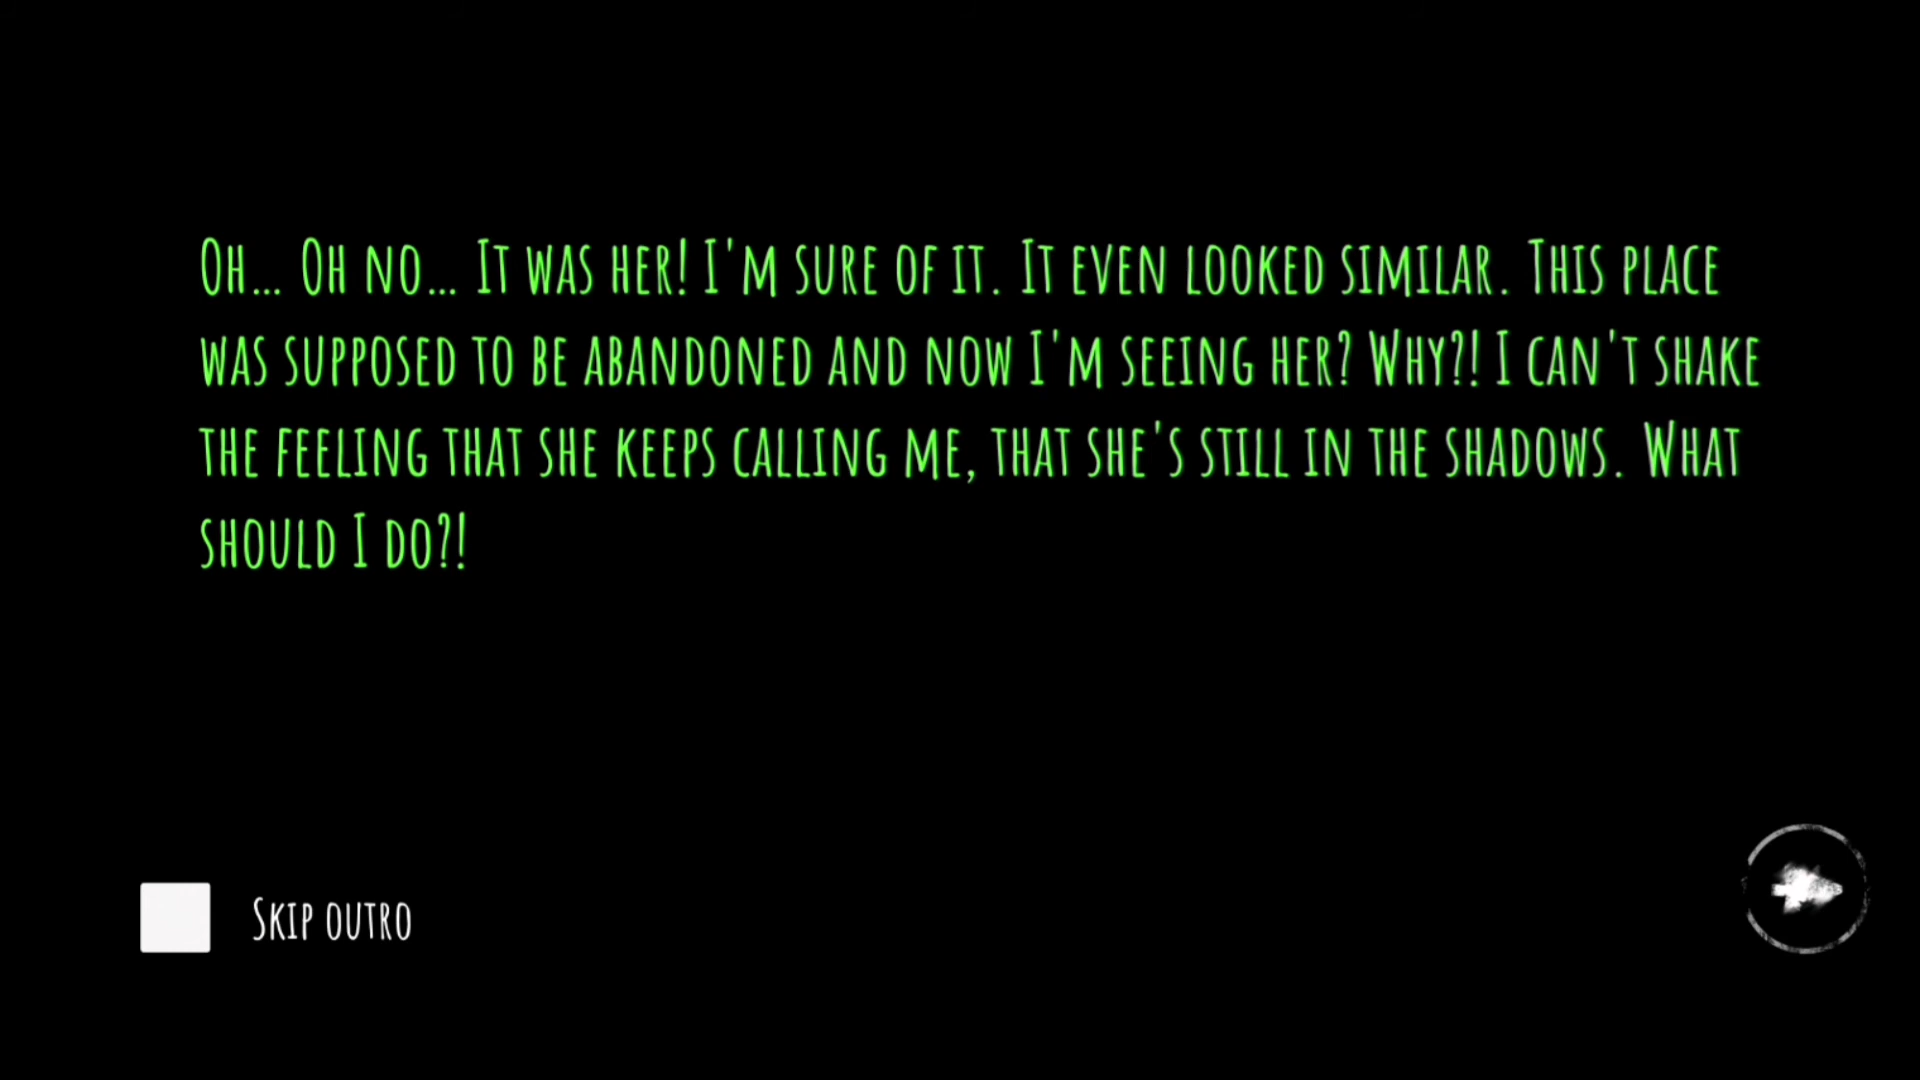 Oh... Oh no... It was her! I'm sure of it. It even looked similar. This place
was supposed to be abandoned and now I'm seeing her? Why?! I can't shake
the feeling that she keeps calling me, that she's still in the shadows. What
should I do?!
Skip outro